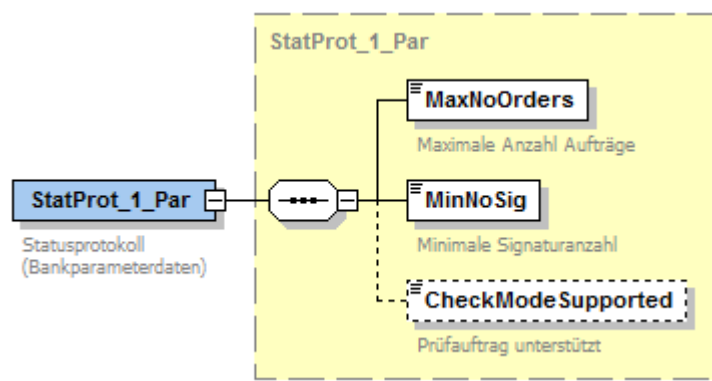 StatProt_1_Par
MaxNoOrders
Maximale Anzahl Aufträge
StatProt_1_Par
Statusprotokoll
(Bankparameterdaten)
MinNoSig
Minimale Signaturanzahl
CheckModeSupported
Prüfauftrag unterstützt